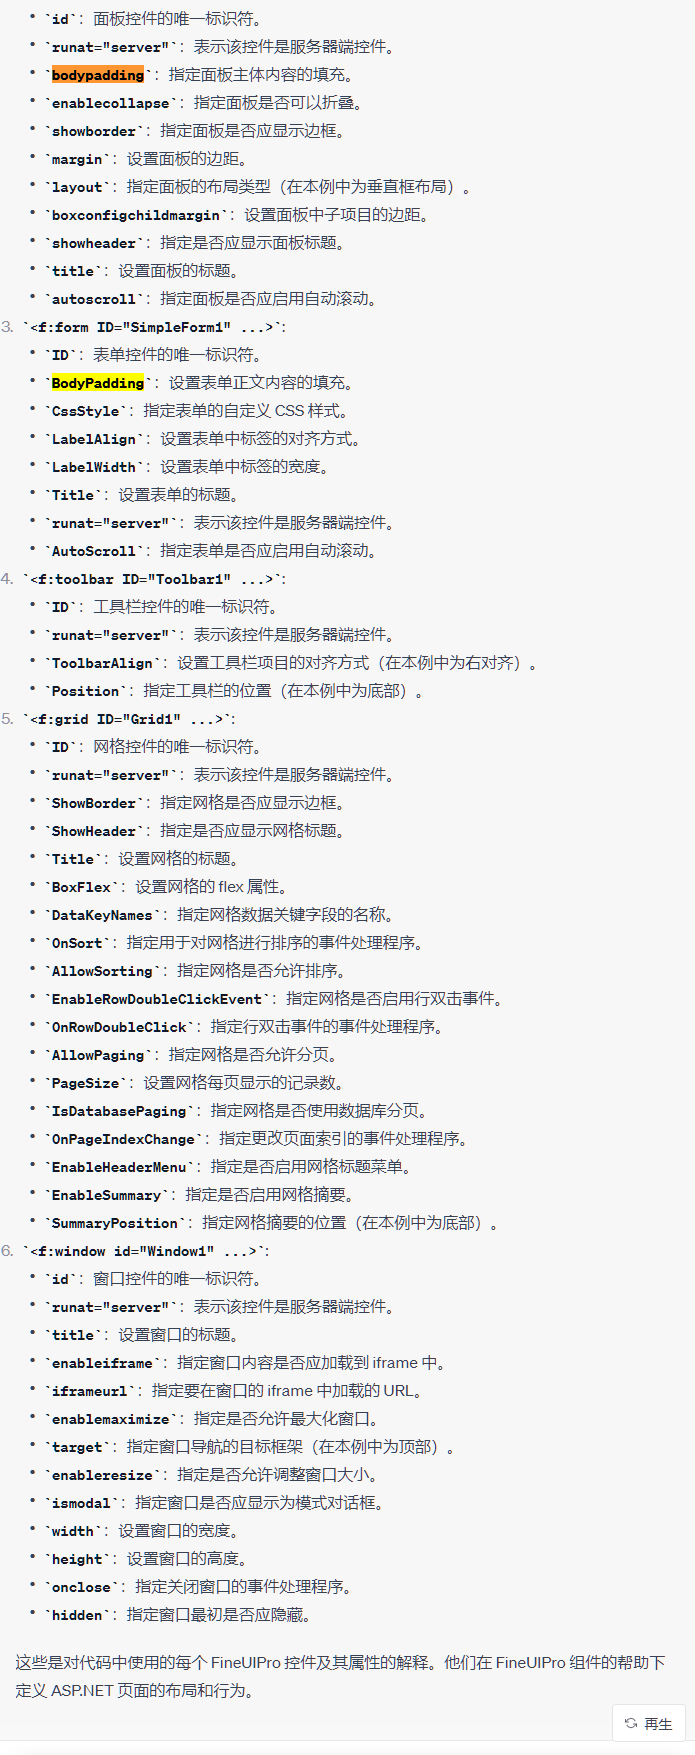 • `id`：面板控件的唯一标识符。
• `runat="server"`：表示该控件是服务器端控件。
• `bodypadding`：指定面板主体内容的填充。
• `enablecollapse`：指定面板是否可以折叠。
• `showborder`：指定面板是否应显示边框。
• `margin`：设置面板的边距。
• `layout`：指定面板的布局类型（在本例中为垂直框布局）。
• `boxconfigchildmargin`：设置面板中子项目的边距。
• `showheader`：指定是否应显示面板标题。
• `title`：设置面板的标题。
• `autoscroll`：指定面板是否应启用自动滚动。
3. `<f:form ID="SimpleForm1" ...>`:
• `ID`：表单控件的唯一标识符。
• `BodyPadding`：设置表单正文内容的填充。
• `CssStyle`：指定表单的自定义 CSS 样式。
• `LabelAlign`：设置表单中标签的对齐方式。
• `LabelWidth`：设置表单中标签的宽度。
• `Title`：设置表单的标题。
• `runat="server"`：表示该控件是服务器端控件。
• `AutoScroll`：指定表单是否应启用自动滚动。
4. `<f:toolbar ID="Toolbar1" ...>`:
• `ID`：工具栏控件的唯一标识符。
• `runat="server"`：表示该控件是服务器端控件。
• `ToolbarAlign`：设置工具栏项目的对齐方式（在本例中为右对齐）。
• `Position`：指定工具栏的位置（在本例中为底部）。
5. `<f:grid ID="Grid1" ...>`:
• `ID`：网格控件的唯一标识符。
• `runat="server"`：表示该控件是服务器端控件。
• `ShowBorder`：指定网格是否应显示边框。
• `ShowHeader`：指定是否应显示网格标题。
• `Title`：设置网格的标题。
• `BoxFlex`：设置网格的 flex 属性。
• `DataKeyNames`：指定网格数据关键字段的名称。
• `OnSort`：指定用于对网格进行排序的事件处理程序。
• `AllowSorting`：指定网格是否允许排序。
• `EnableRowDoubleClickEvent`：指定网格是否启用行双击事件。
• `OnRowDoubleClick`：指定行双击事件的事件处理程序。
• `AllowPaging`：指定网格是否允许分页。
• `PageSize`：设置网格每页显示的记录数。
• `IsDatabasePaging`：指定网格是否使用数据库分页。
• `OnPageIndexChange`：指定更改页面索引的事件处理程序。
• `EnableHeaderMenu`：指定是否启用网格标题菜单。
• `EnableSummary`：指定是否启用网格摘要。
• `SummaryPosition`：指定网格摘要的位置（在本例中为底部）。
6. `<f:window id="Window1" ...>`:
• `id`：窗口控件的唯一标识符。
• `runat="server"`：表示该控件是服务器端控件。
• `title`：设置窗口的标题。
• `enableiframe`：指定窗口内容是否应加载到 iframe 中。
• `iframeurl`：指定要在窗口的 iframe 中加载的 URL。
• `enablemaximize`：指定是否允许最大化窗口。
• `target`：指定窗口导航的目标框架（在本例中为顶部）。
• `enableresize`：指定是否允许调整窗口大小。
• `ismodal`：指定窗口是否应显示为模式对话框。
• `width`：设置窗口的宽度。
• `height`：设置窗口的高度。
• `onclose`：指定关闭窗口的事件处理程序。
• `hidden`：指定窗口最初是否应隐藏。
这些是对代码中使用的每个 FineUIPro 控件及其属性的解释。他们在 FineUIPro 组件的帮助下
定义 ASP.NET 页面的布局和行为。
再生